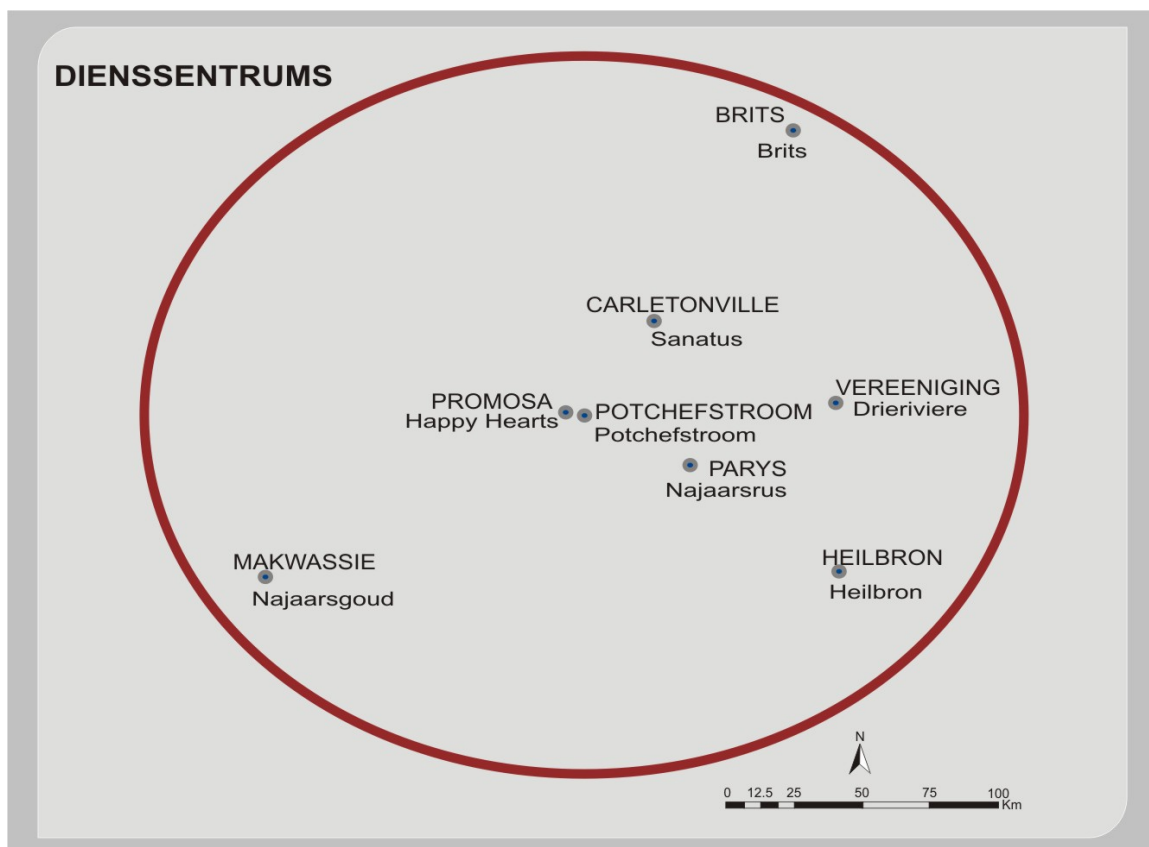 DIENSSENTRUMS
BRITS
Brits
CARLETONVILLE
Sanatus
VEREENIGING
Drieriviere
PROMOSA
Happy Hearts
POTCHEFSTROOM
Potchefstroom
PARYS
Najaarsrus
MAKWASSIE
Najaarsgoud
HEILBRON
Heilbron
N
0 12.5 25 50 75 100
Km